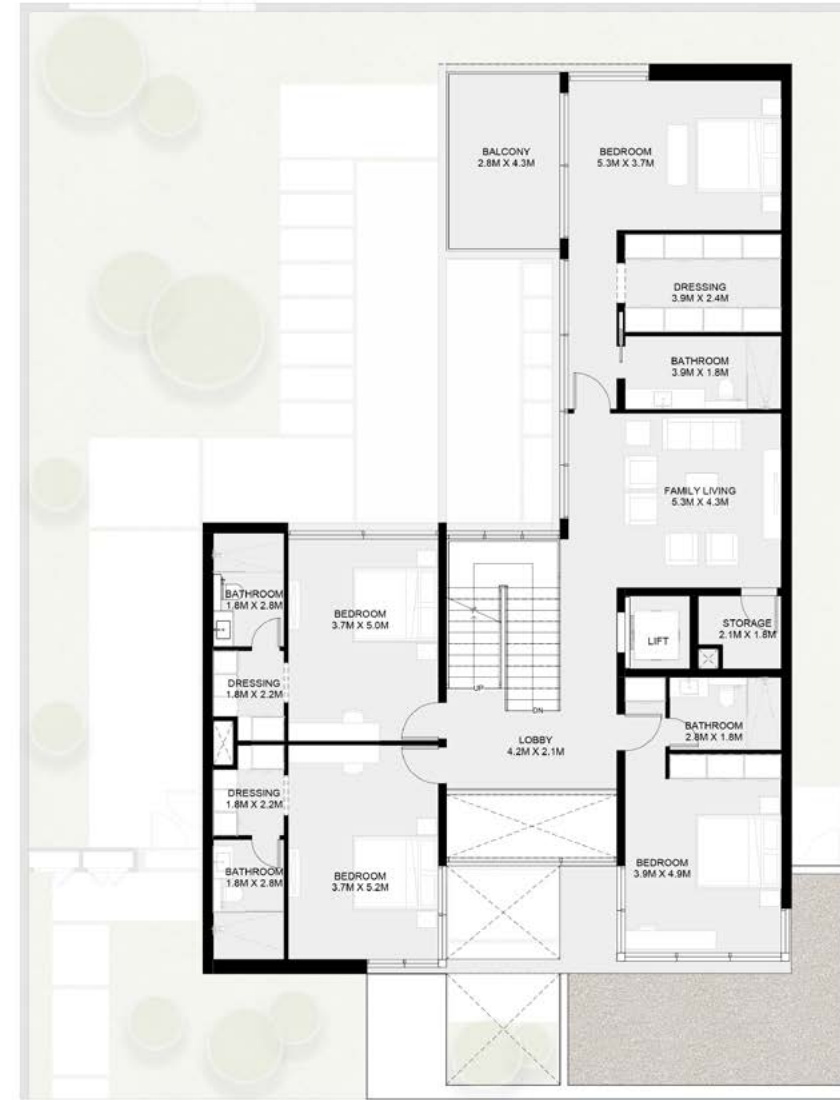 BALCONY
2.8M X 4.3M
BEDROOM
5.3M X 3.7M
DRESSING
3.9M X 2.4M
BATHROOM
3.9M X 1.8M
FAMILY LIVING
5.3M X 4.3M
BATHROOM
1.8M X 2.8M
BEDROOM
3.7M X 5.0M
LIFT
STORAGE
2.1M X 1.8M
DRESSING
1.8M X 2.2M
UP
DN
BATHROOM
2.8M X 1.8M
LOBBY
4.2M X 2.1M
DRESSING
1.8M X 2.2M
BATHROOM
1.8M X 2.8M
BEDROOM
3.7M X 5.2M
BEDROOM
3.9M X 4.9M